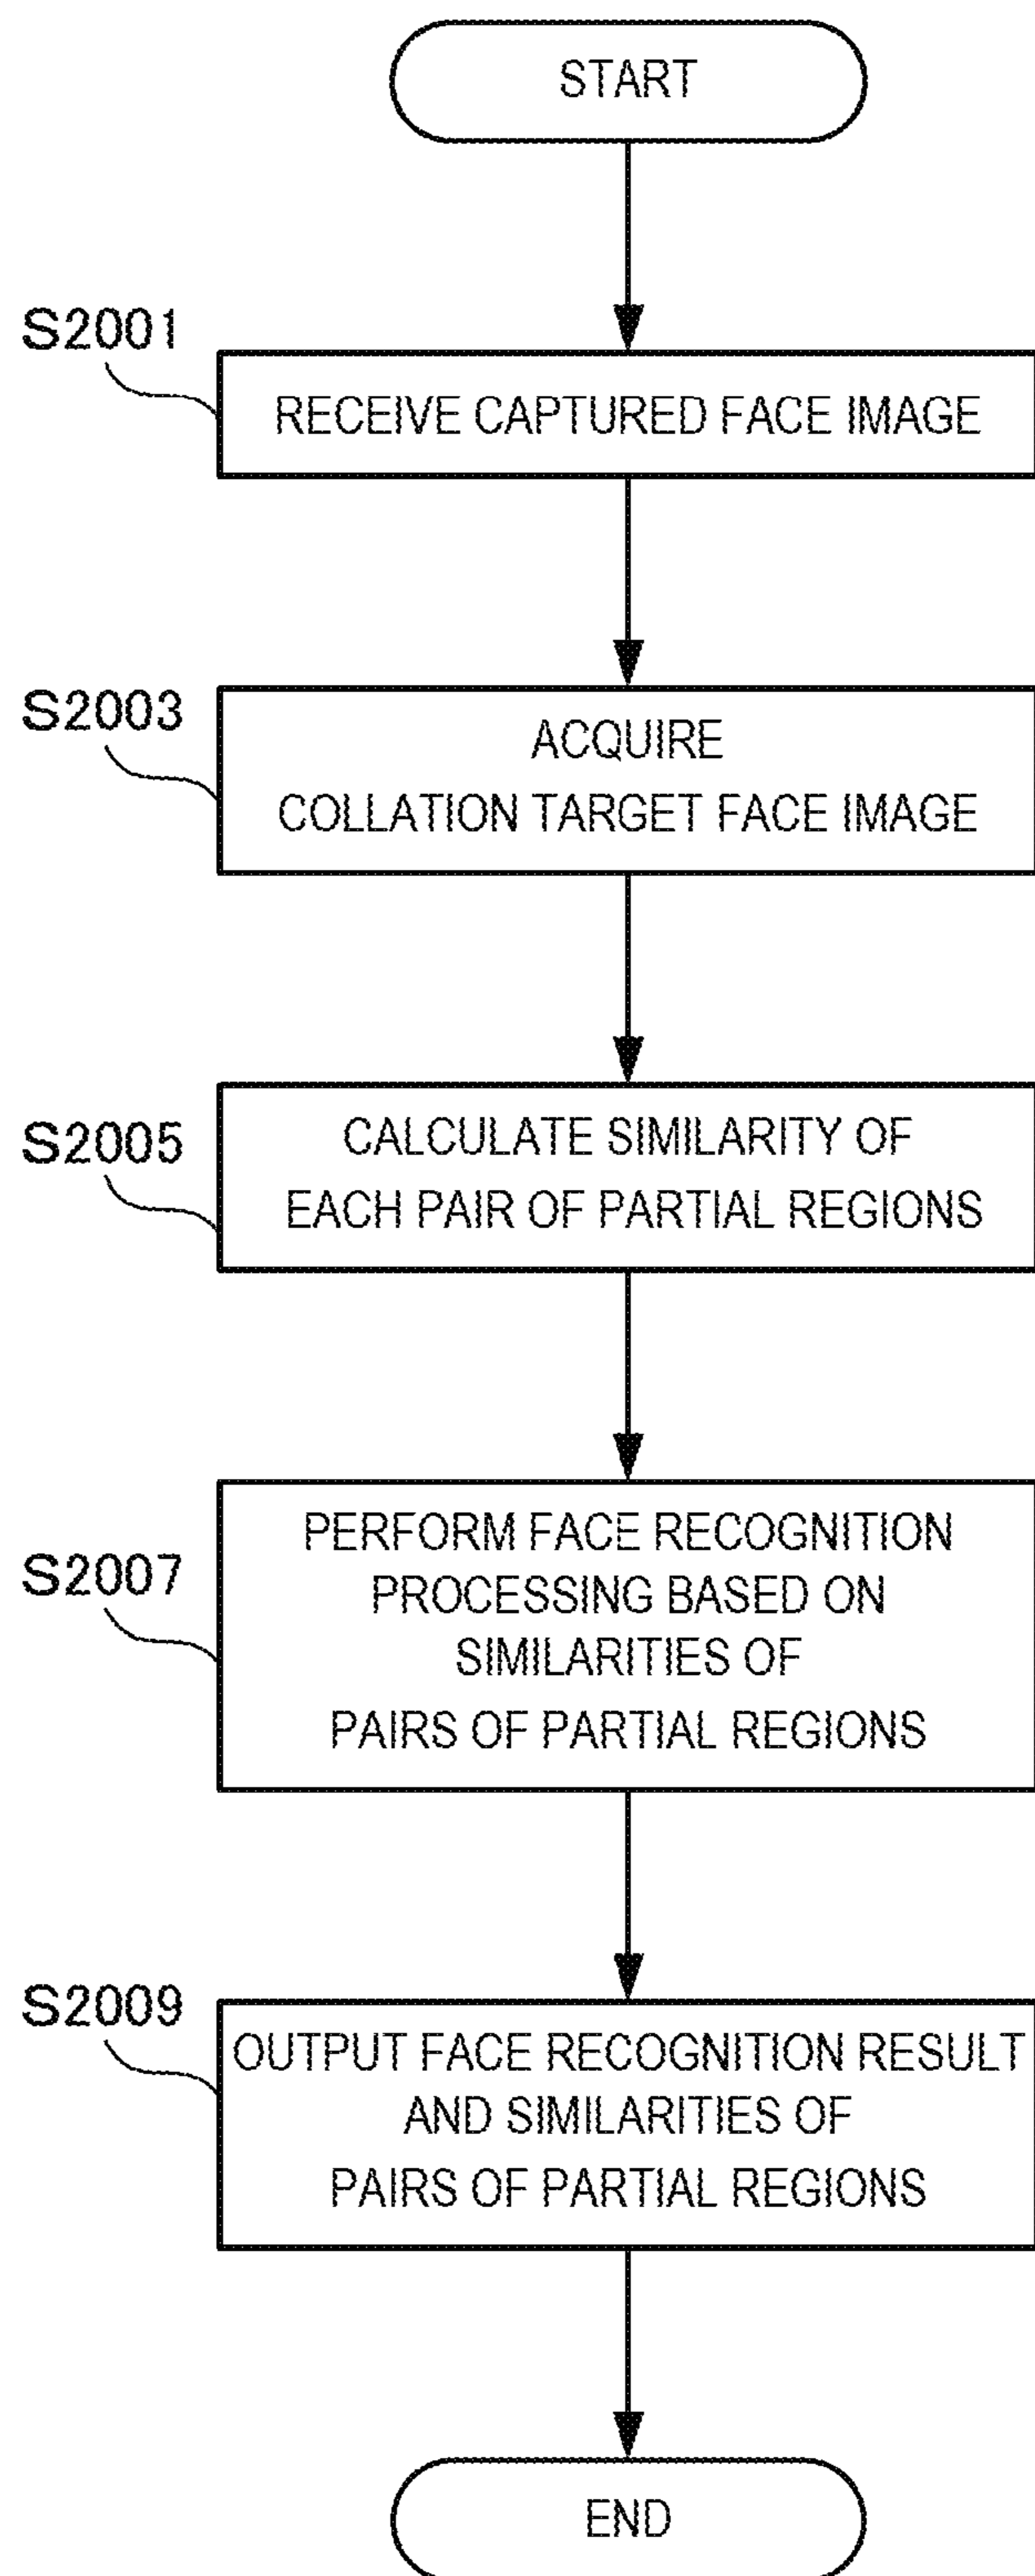 START
S2001
RECEIVE CAPTURED FACE IMAGE
S2003
ACQUIRE
COLLATION TARGET FACE IMAGE
S2005
CALCULATE SIMILARITY OF
EACH PAIR OF PARTIAL REGIONS
S2007
PERFORM FACE RECOGNITION
PROCESSING BASED ON
SIMILARITIES OF
PAIRS OF PARTIAL REGIONS
S2009
OUTPUT FACE RECOGNITION RESULT
AND SIMILARITIES OF
PAIRS OF PARTIAL REGIONS
END